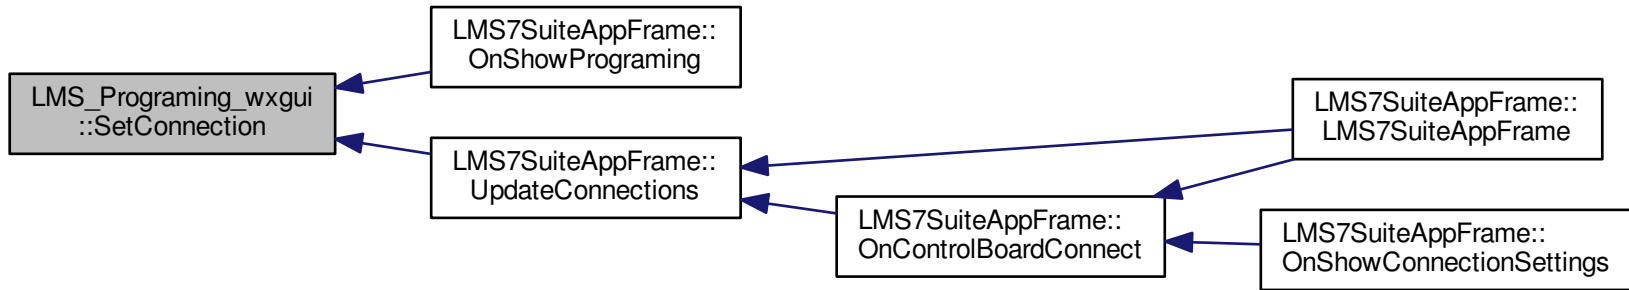 LMS_Programing_wxgui
::SetConnection
LMS7SuiteAppFrame::
OnShowPrograming
LMS7SuiteAppFrame::
UpdateConnections
LMS7SuiteAppFrame::
LMS7SuiteAppFrame
LMS7SuiteAppFrame::
OnControlBoardConnect
LMS7SuiteAppFrame::
OnShowConnectionSettings